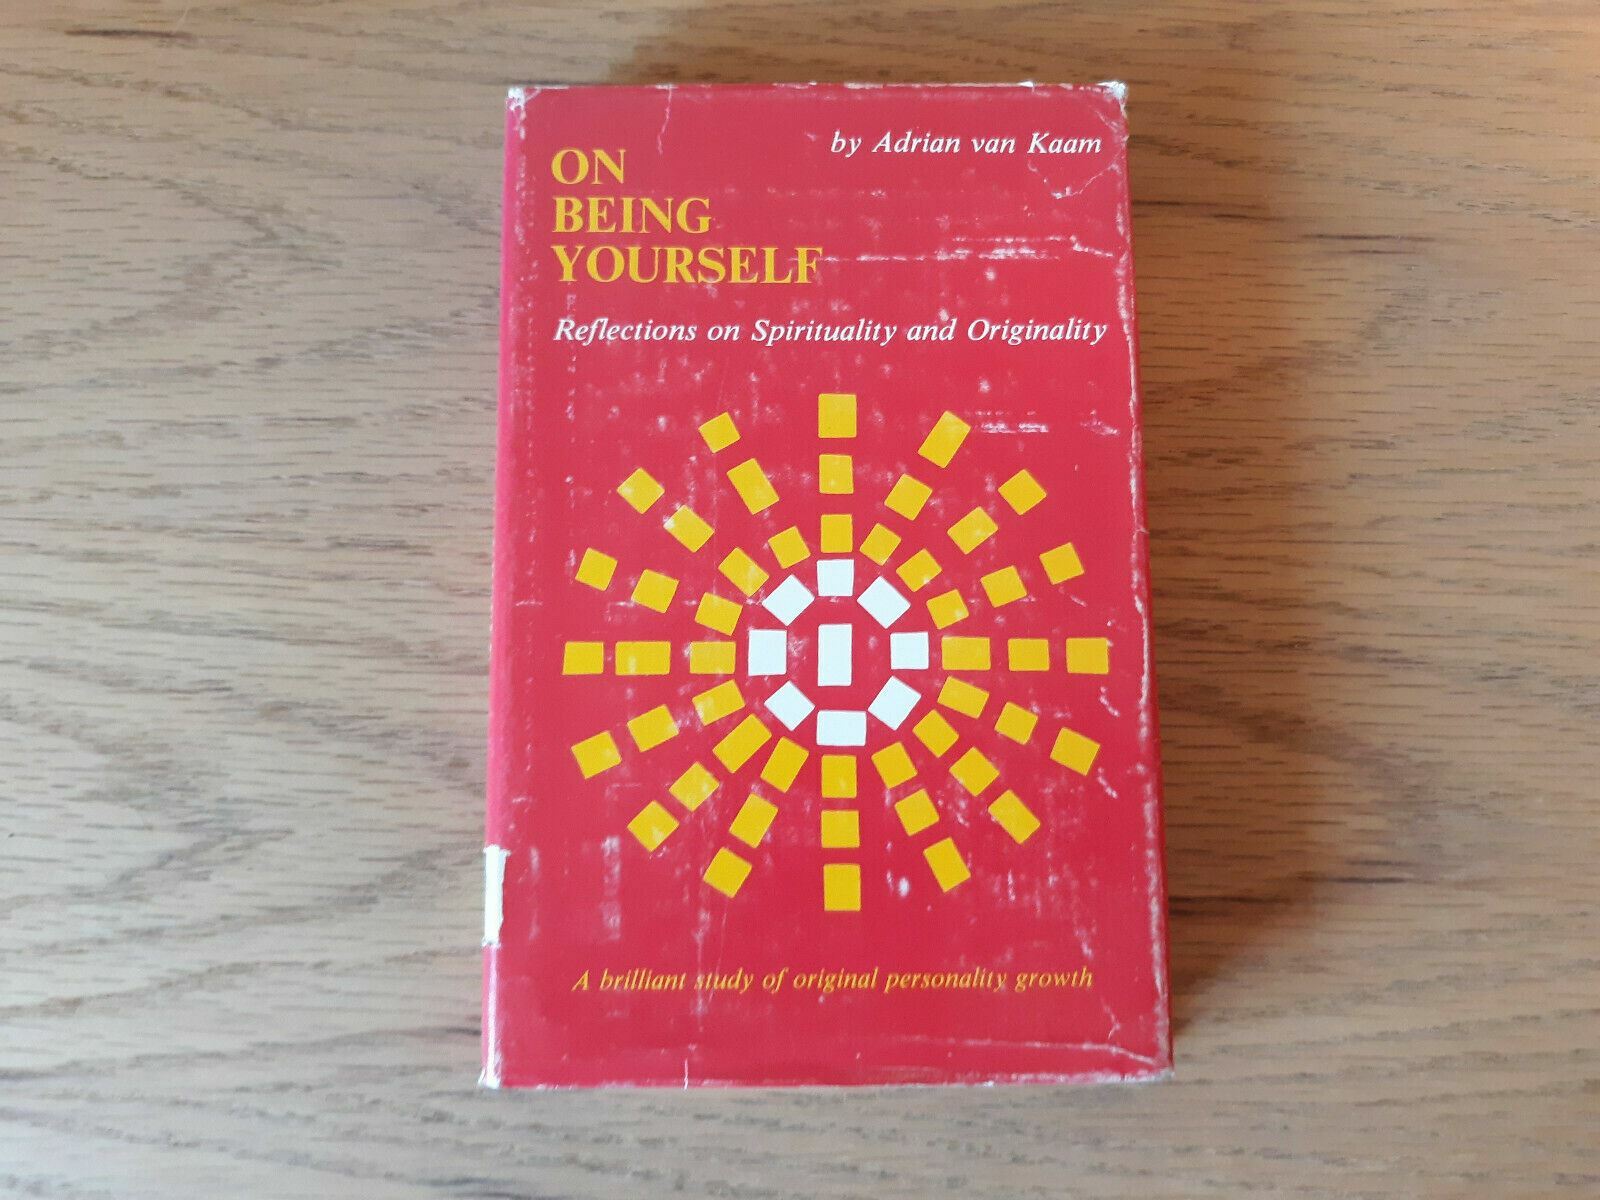 by Adrian van Kaam
ON
BEING
YOURSELF
Reflections on Spirituality and Originality
A brilliant study of original personality growth